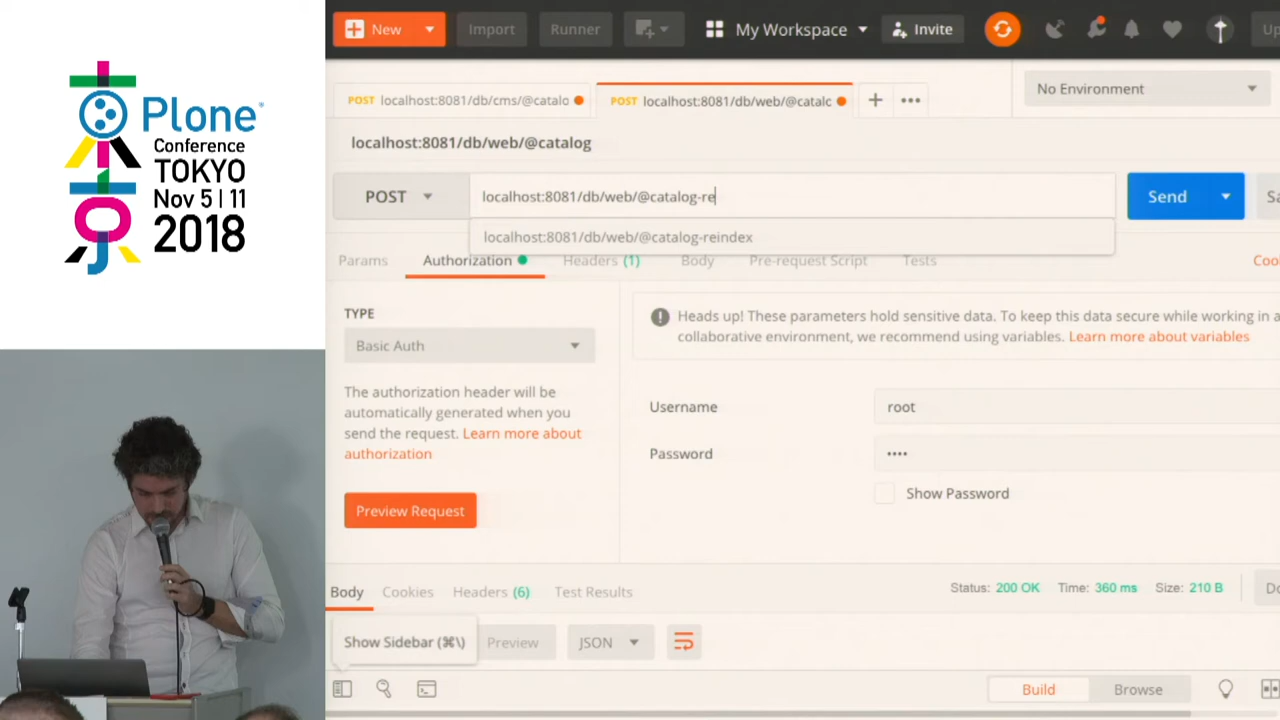 Plone
Conference
TOKYO
Nov 5 | 11
2018
New
Import
Runner
My Workspace
Invite
POST localhost:8081/db/cms/@catalo
POST localhost:8081/db/web/@catalc
No Environment
localhost:8081/db/web/@catalog
POST
localhost:8081/db/web/@catalog-re
Send
localhost:8081/db/web/@catalog-reindex
Params
Authorization
Headers (1)
Body
Pre-request Script
Tests
TYPE
Basic Auth
The authorization header will be
automatically generated when you
send the request. Learn more about
authorization
Preview Request
Heads up! These parameters hold sensitive data. To keep this data secure while working in a
collaborative environment, we recommend using variables. Learn more about variables
Username
root
Password
Show Password
Body
Cookies
Headers (6)
Test Results
Status: 200 OK
Time: 360 ms
Size: 210 B
Show Sidebar (⌘\)
Preview
JSON
Build
Browse